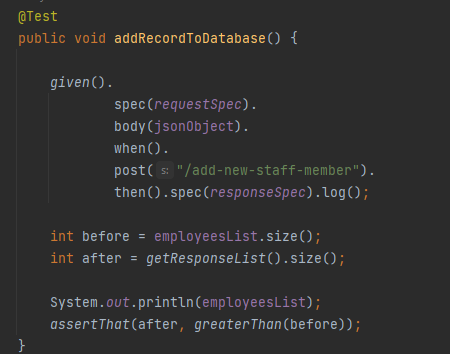 @Test
public void addRecordToDatabase() {
given().
spec(requestSpec).
body(jsonObject).
when().
post( s: "/add-new-staff-member").
then().spec(responseSpec).log();
int before = employeesList.size();
int after = getResponseList().size();
System.out.println(employeesList);
assertThat(after, greaterThan(before));
}